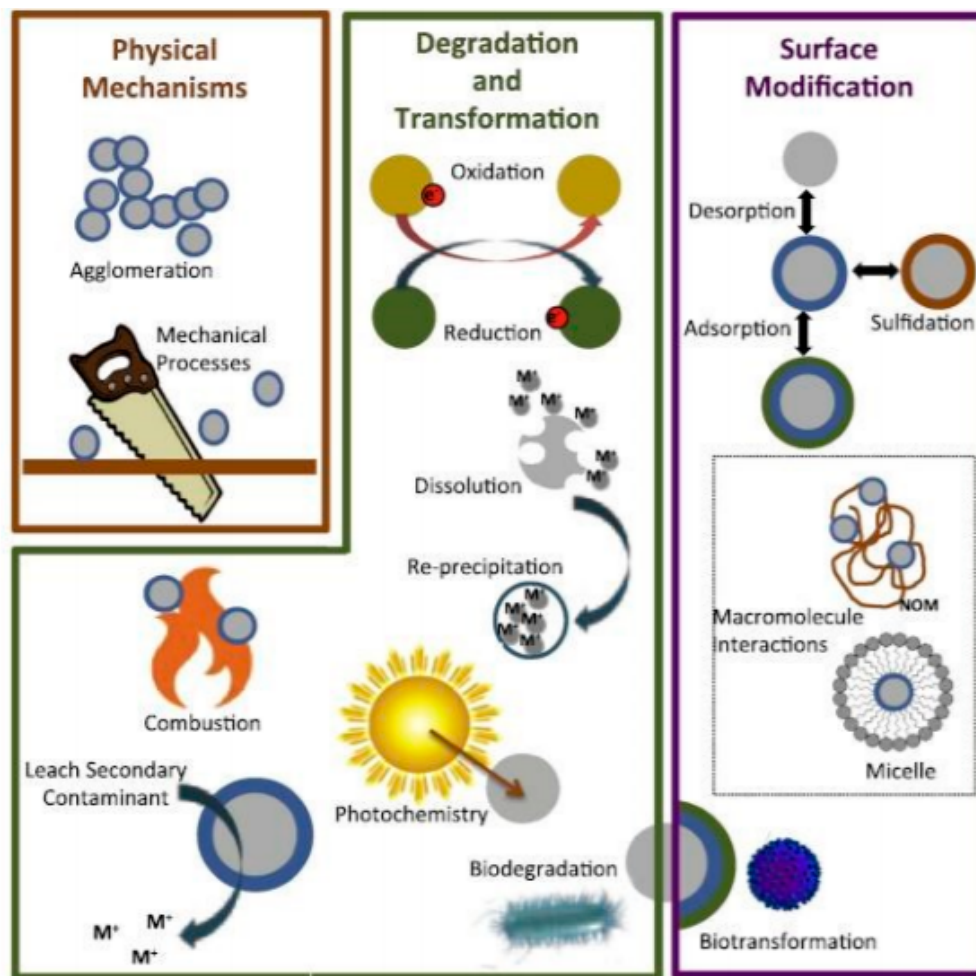 Physical
Mechanisms
Agglomeration
Mechanical
Processes
Degradation
and
Transformation
Oxidation
e⁻
Reduction
e⁻
M⁺
M⁺
M⁺
M⁺
M⁺
Dissolution
Re-precipitation
M⁺
M⁺
M⁺
M⁺
M⁺
Combustion
Leach Secondary
Contaminant
M⁺
M⁺
M⁺
Photochemistry
Biodegradation
Surface
Modification
Desorption
Adsorption
Sulfidation
NOM
Macromolecule
Interactions
Micelle
Biotransformation